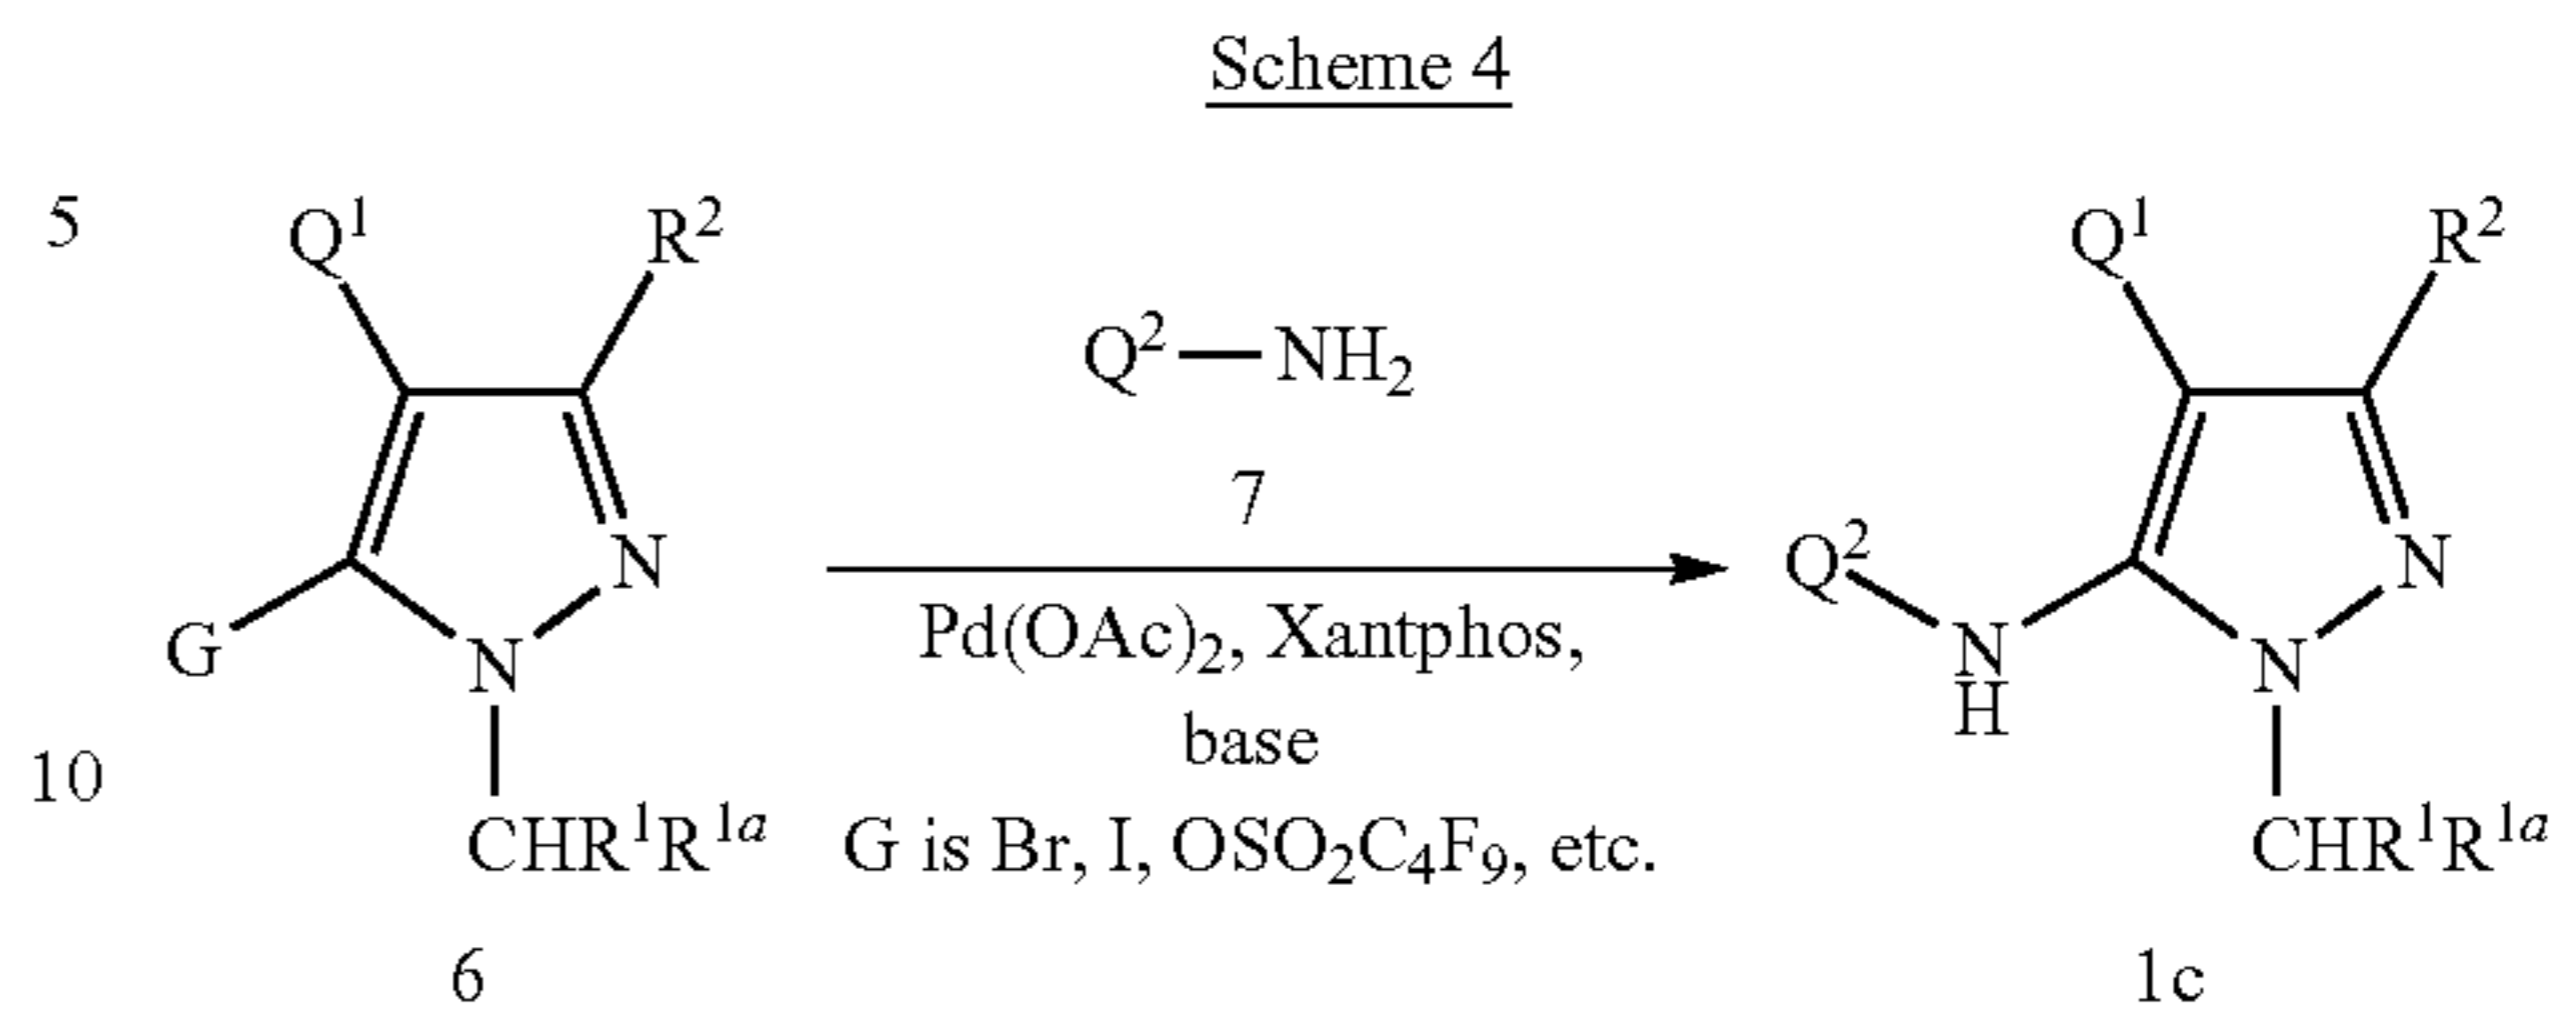 Scheme 4
5
Q¹ R² Q¹ R²
Q²—NH₂
7
N Q² N
G N Pd(OAc)₂, Xantphos, N N
H
base
10
CHR¹R¹ᵃ G is Br, I, OSO₂C₄F₉, etc. CHR¹R¹ᵃ
6 1c